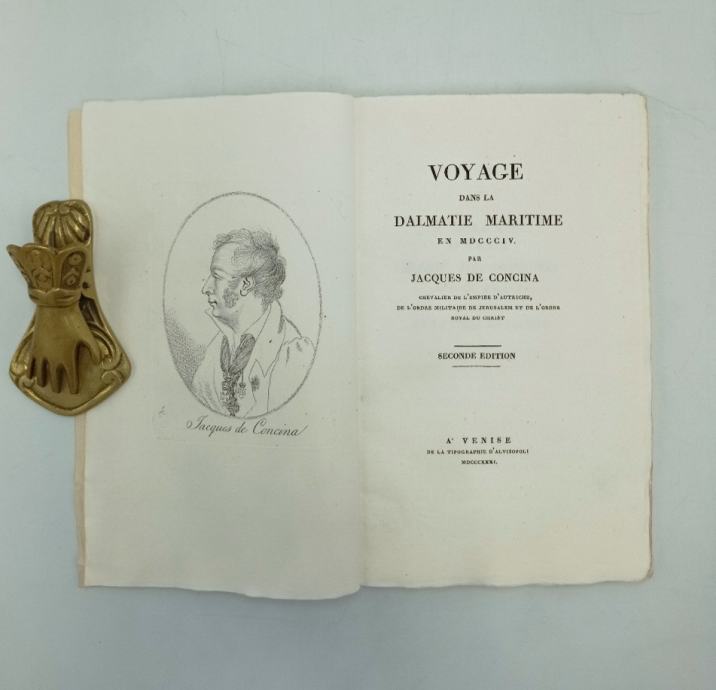 Jacques de Concina
VOYAGE
DANS LA
DALMATIE MARITIME
EN MDCCCIV.
PAR
JACQUES DE CONCINA
CHEVALIER DE L'EMPIRE D'AUTRICHE,
DE L'ORDRE MILITAIRE DE JERUSALEM ET DE L'ORDRE
ROYAL DU CHRIST
SECONDE EDITION
A' VENISE
DE LA TIPOGRAPHIE D'ALVISOPOLI
MDCCCXXXI.